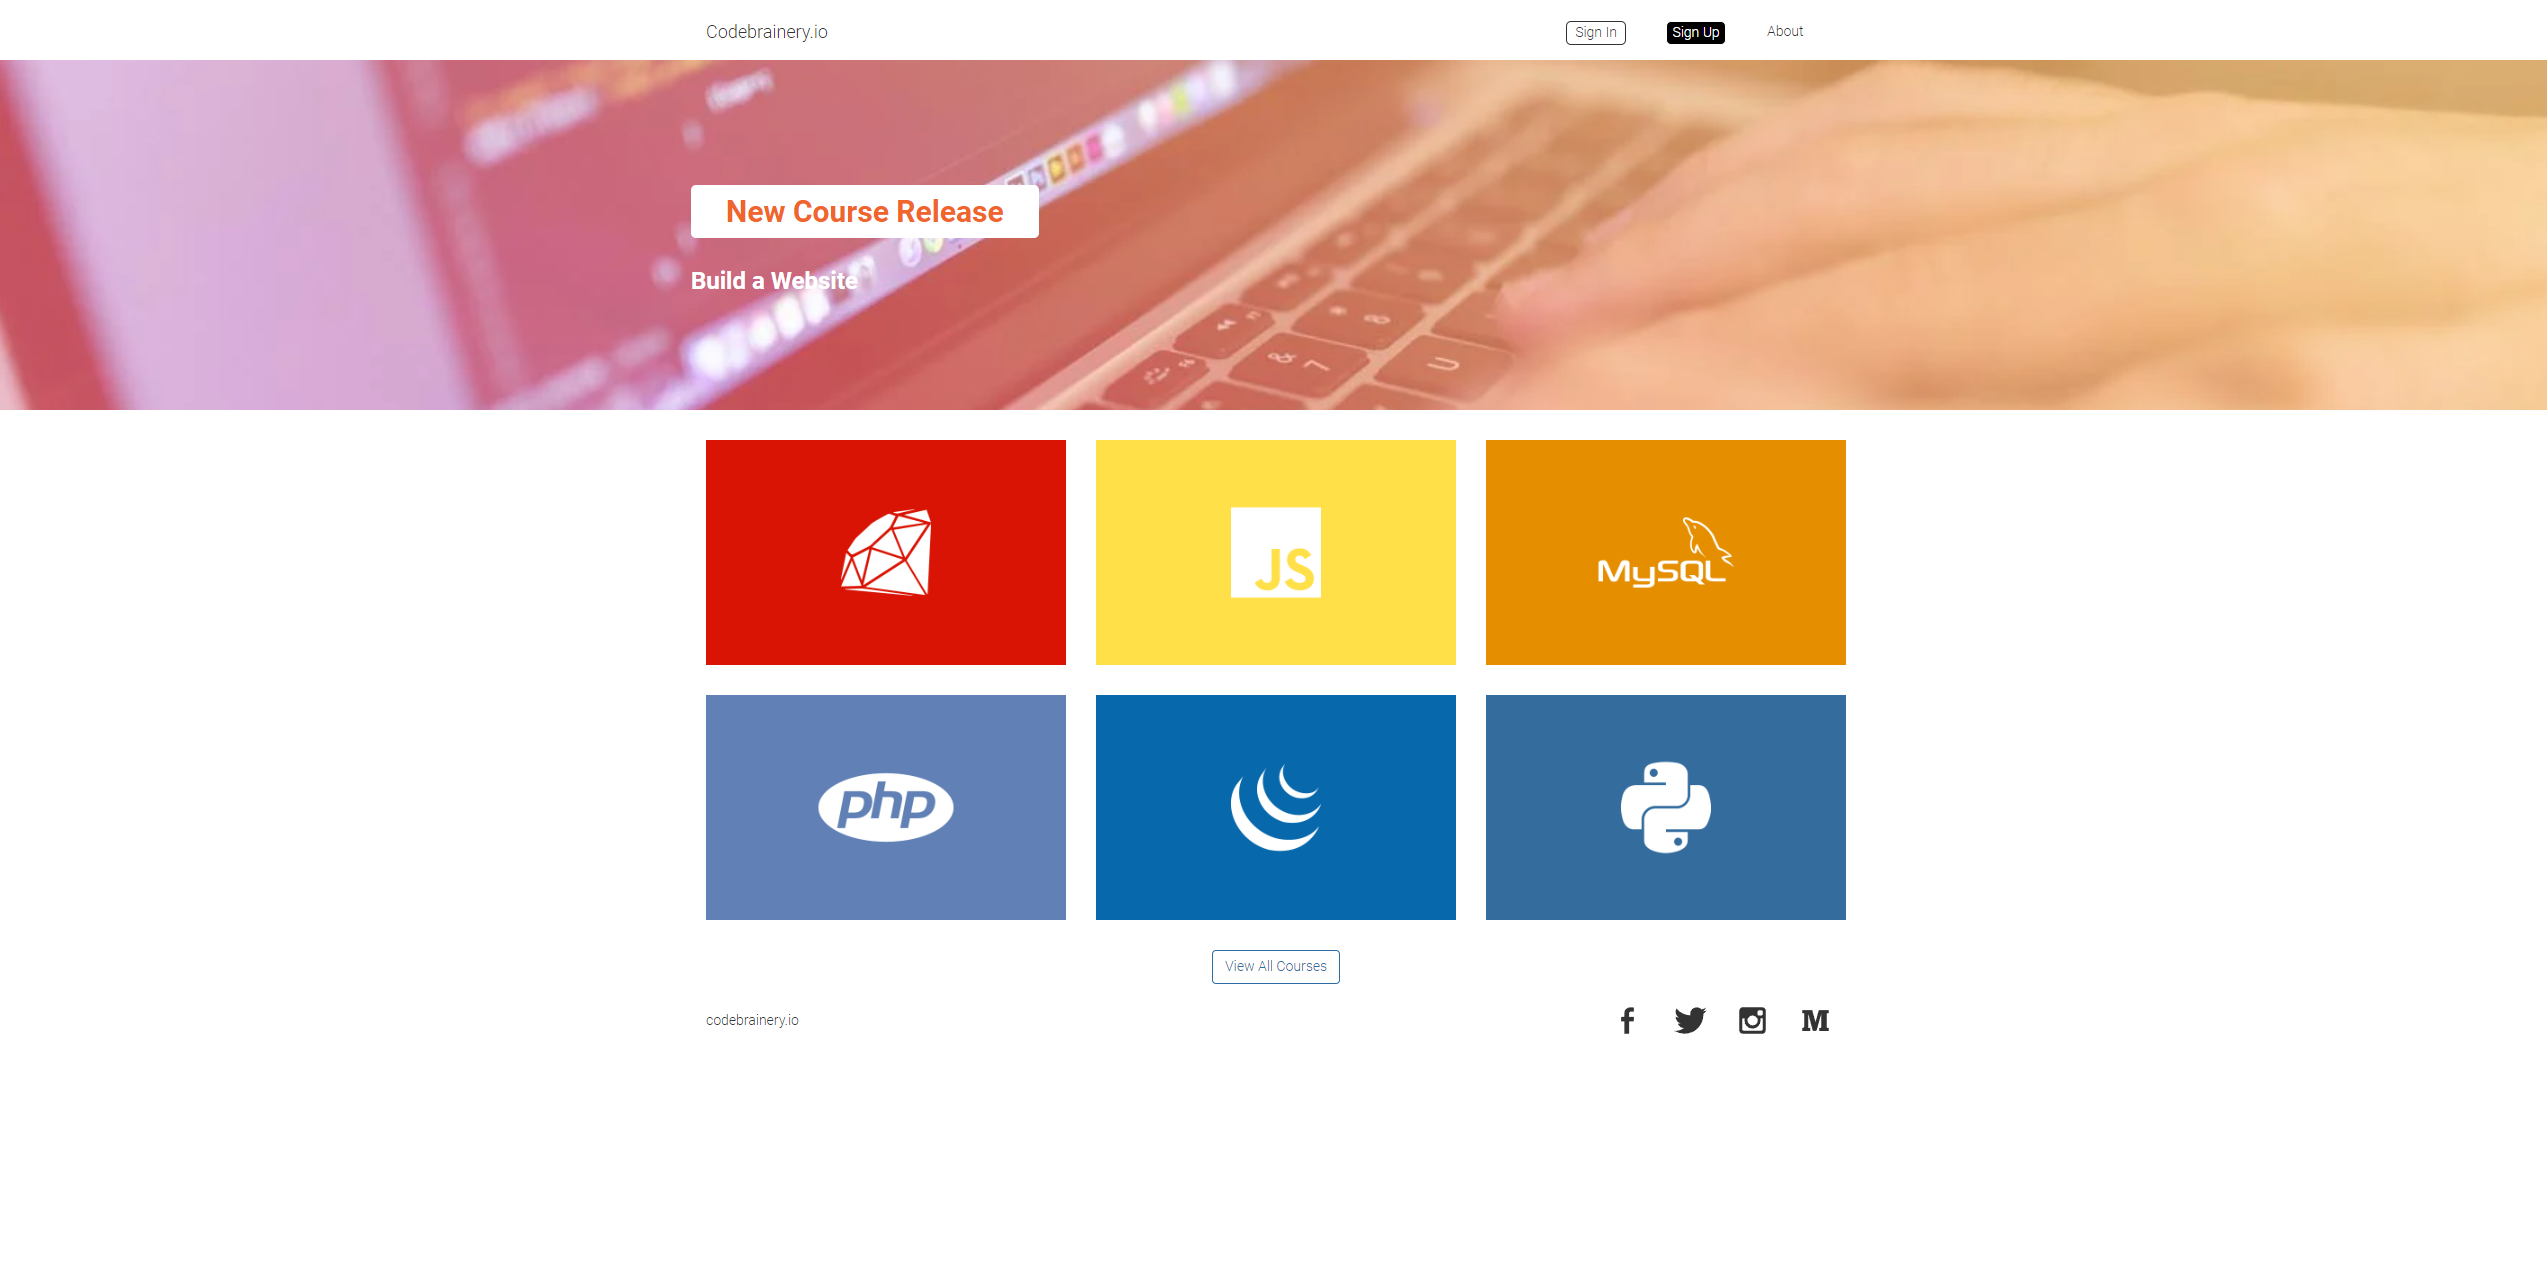 Codebrainery.io
Sign In
Sign Up
About
New Course Release
Build a Website
JS
MySQL
php
View All Courses
codebrainery.io